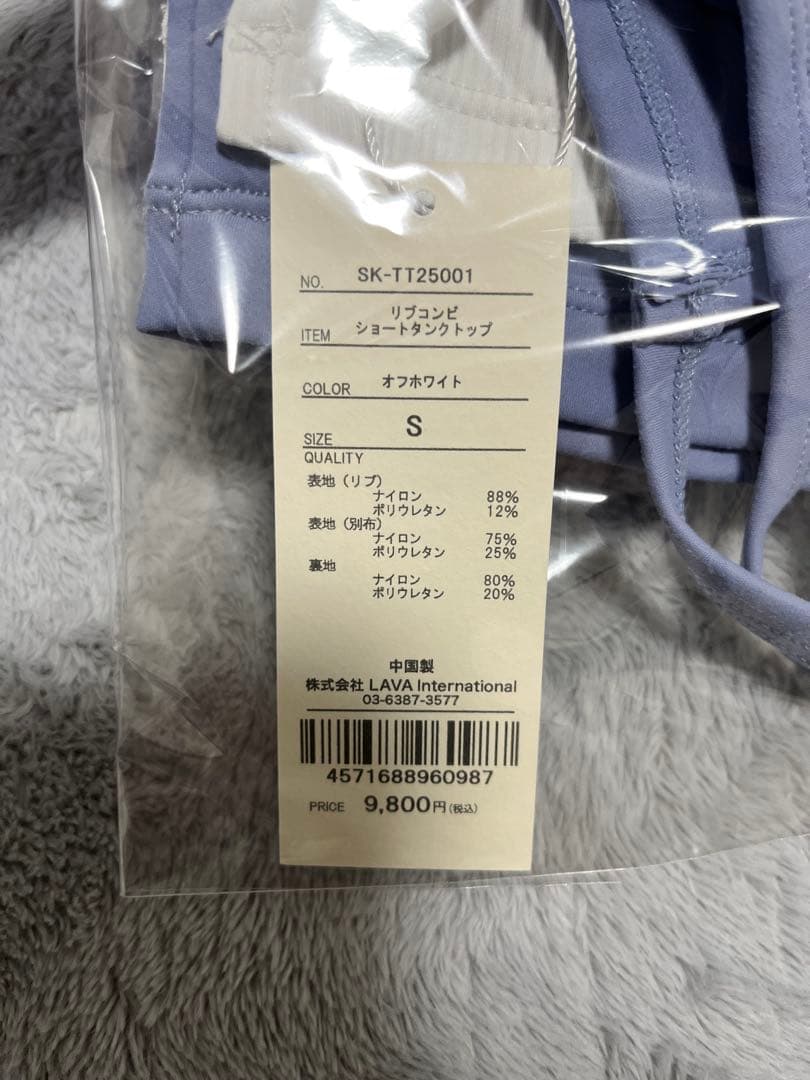 NO. SK-TT25001
リブコンビ
ITEM ショートタンクトップ
COLOR オフホワイト
SIZE S
QUALITY
表地(リブ)
ナイロン 88%
ポリウレタン 12%
表地(別布)
ナイロン 75%
ポリウレタン 25%
裏地
ナイロン 80%
ポリウレタン 20%
中国製
株式会社 LAVA International
03-6387-3577
4571688960987
PRICE 9,800円(税込)